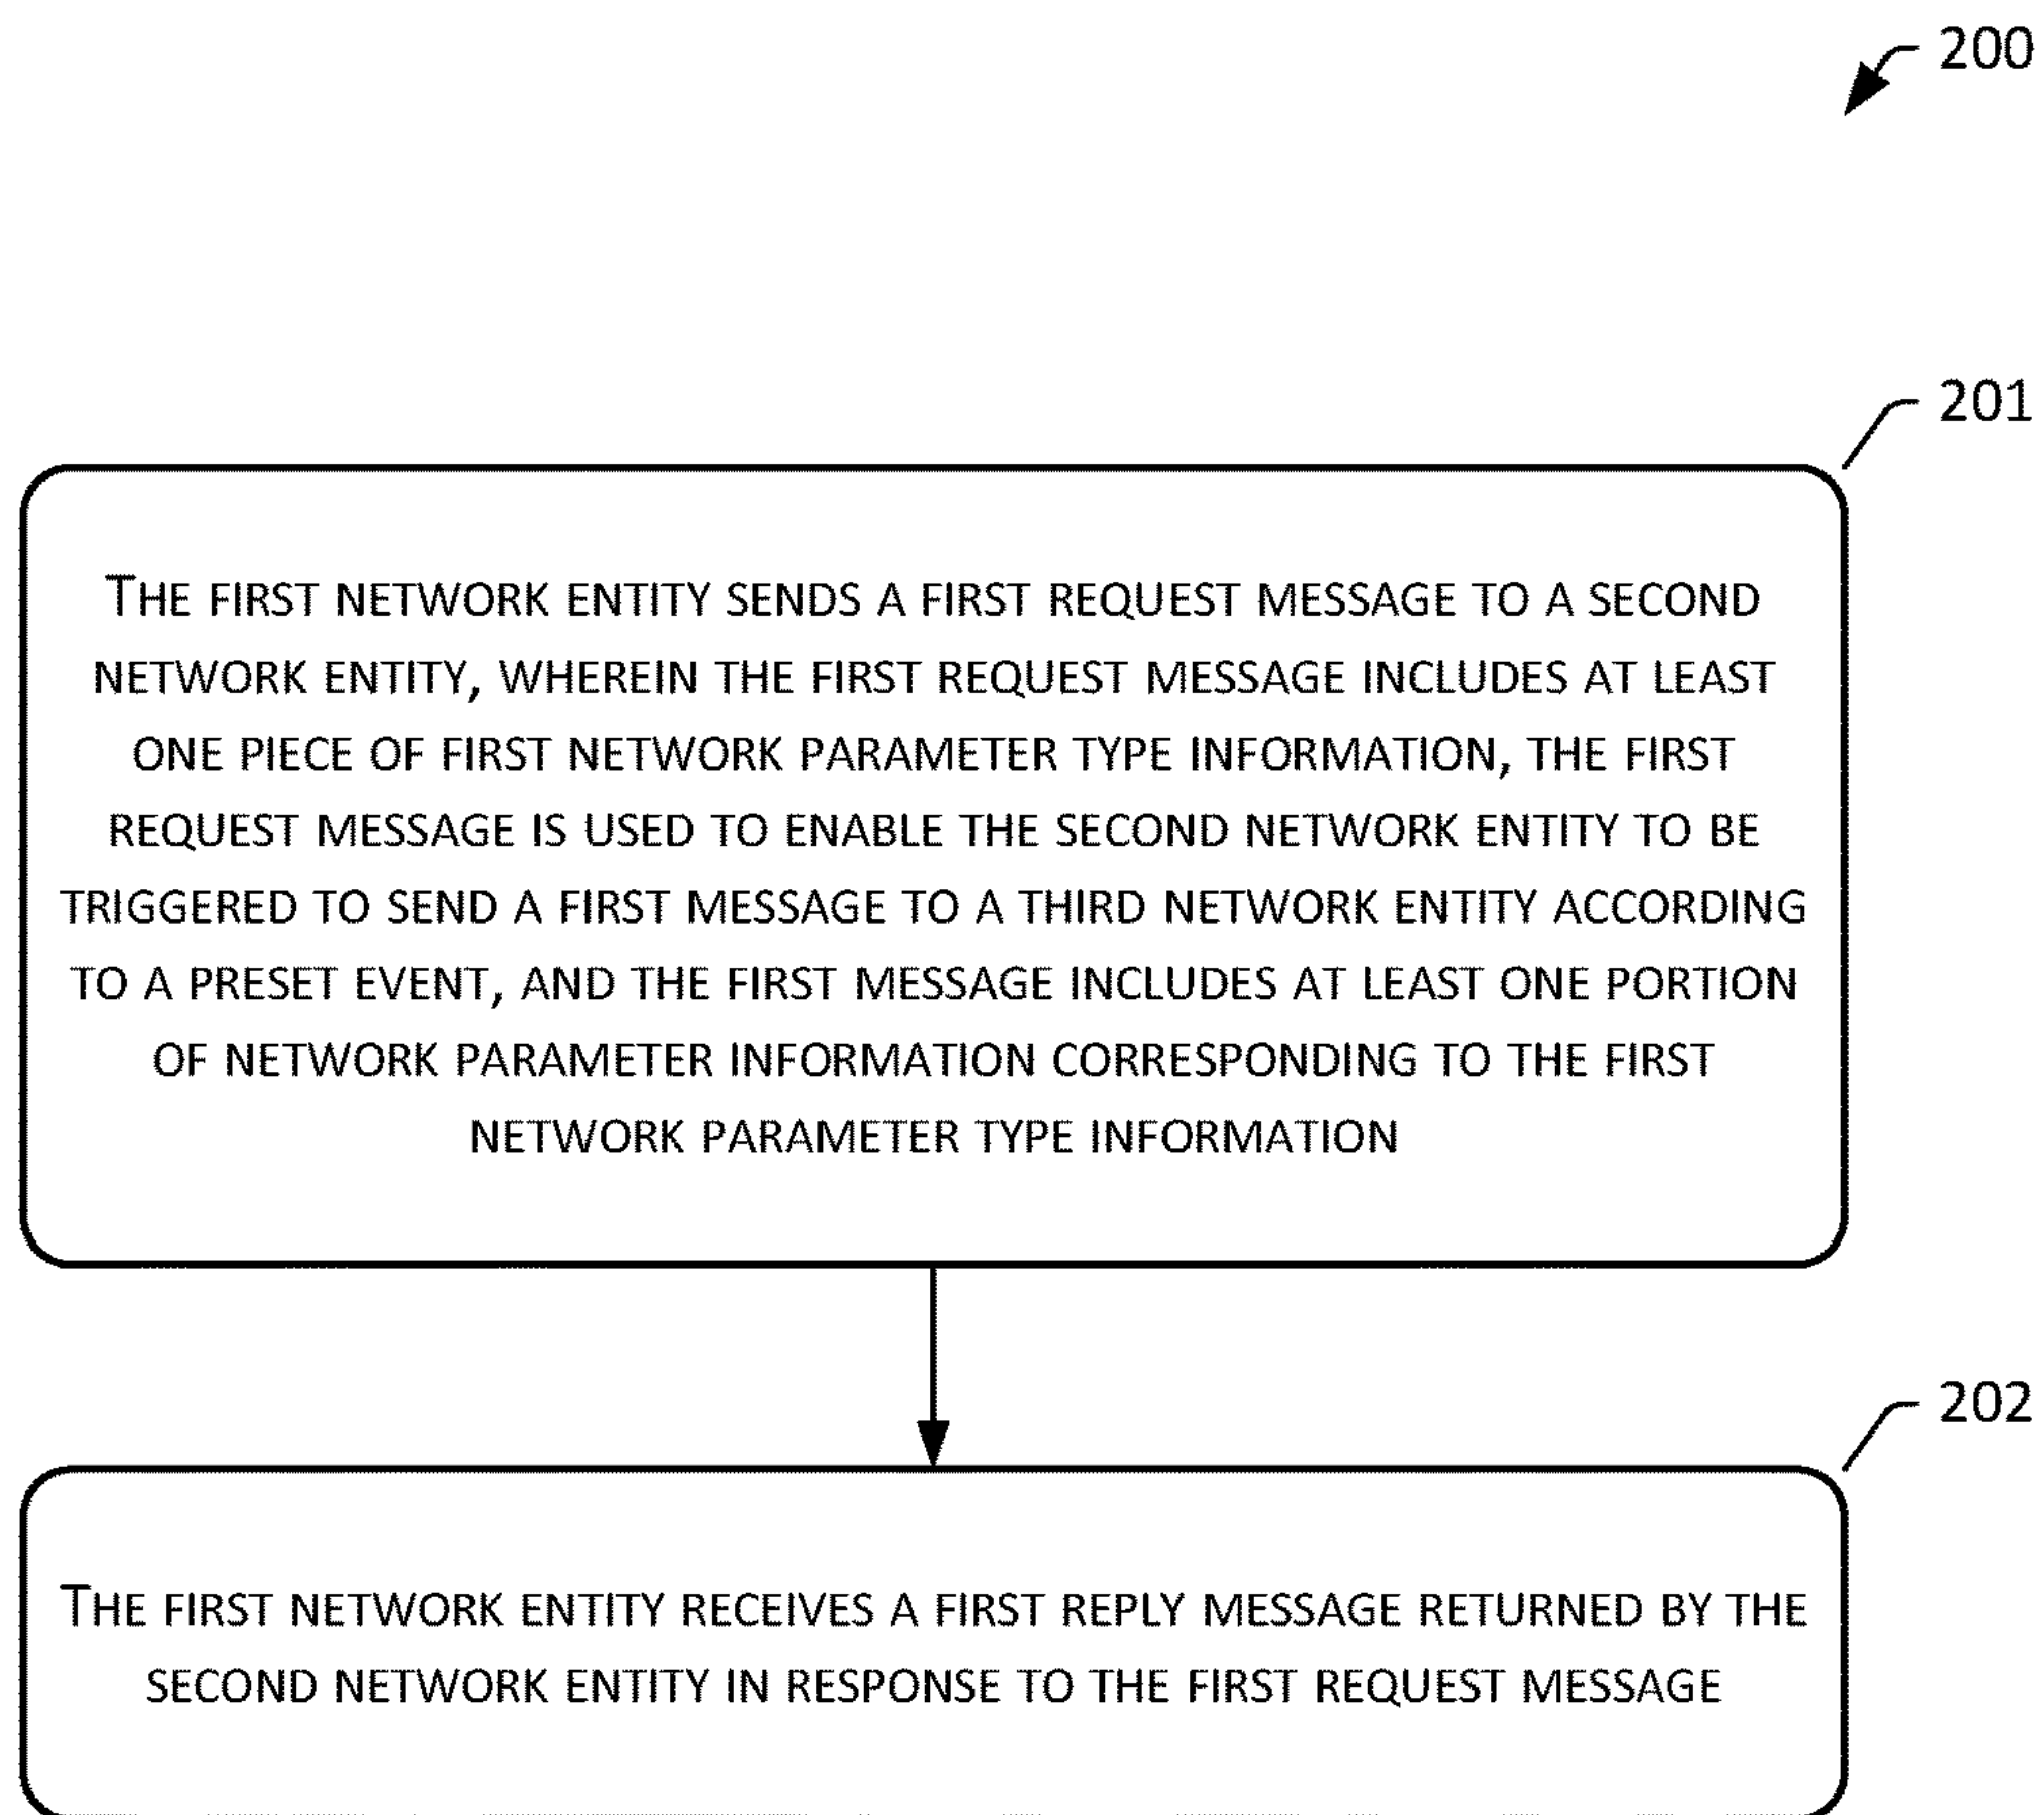 200
201
THE FIRST NETWORK ENTITY SENDS A FIRST REQUEST MESSAGE TO A SECOND
NETWORK ENTITY, WHEREIN THE FIRST REQUEST MESSAGE INCLUDES AT LEAST
ONE PIECE OF FIRST NETWORK PARAMETER TYPE INFORMATION, THE FIRST
REQUEST MESSAGE IS USED TO ENABLE THE SECOND NETWORK ENTITY TO BE
TRIGGERED TO SEND A FIRST MESSAGE TO A THIRD NETWORK ENTITY ACCORDING
TO A PRESET EVENT, AND THE FIRST MESSAGE INCLUDES AT LEAST ONE PORTION
OF NETWORK PARAMETER INFORMATION CORRESPONDING TO THE FIRST
NETWORK PARAMETER TYPE INFORMATION
202
THE FIRST NETWORK ENTITY RECEIVES A FIRST REPLY MESSAGE RETURNED BY THE
SECOND NETWORK ENTITY IN RESPONSE TO THE FIRST REQUEST MESSAGE